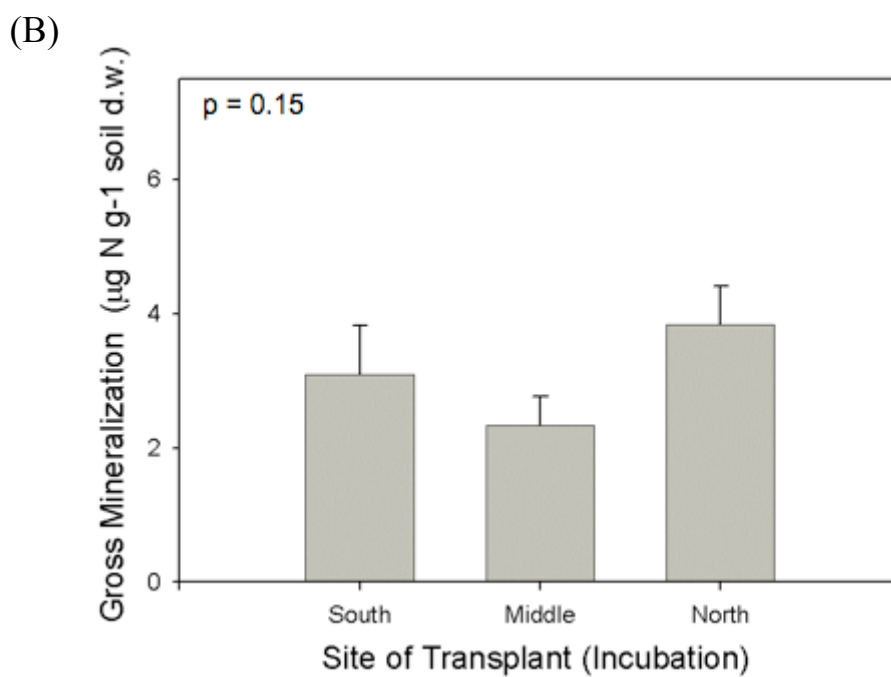 (B)
p = 0.15
Gross Mineralization (µg N g-1 soil d.w.)
6
4
2
0
South Middle North
Site of Transplant (Incubation)